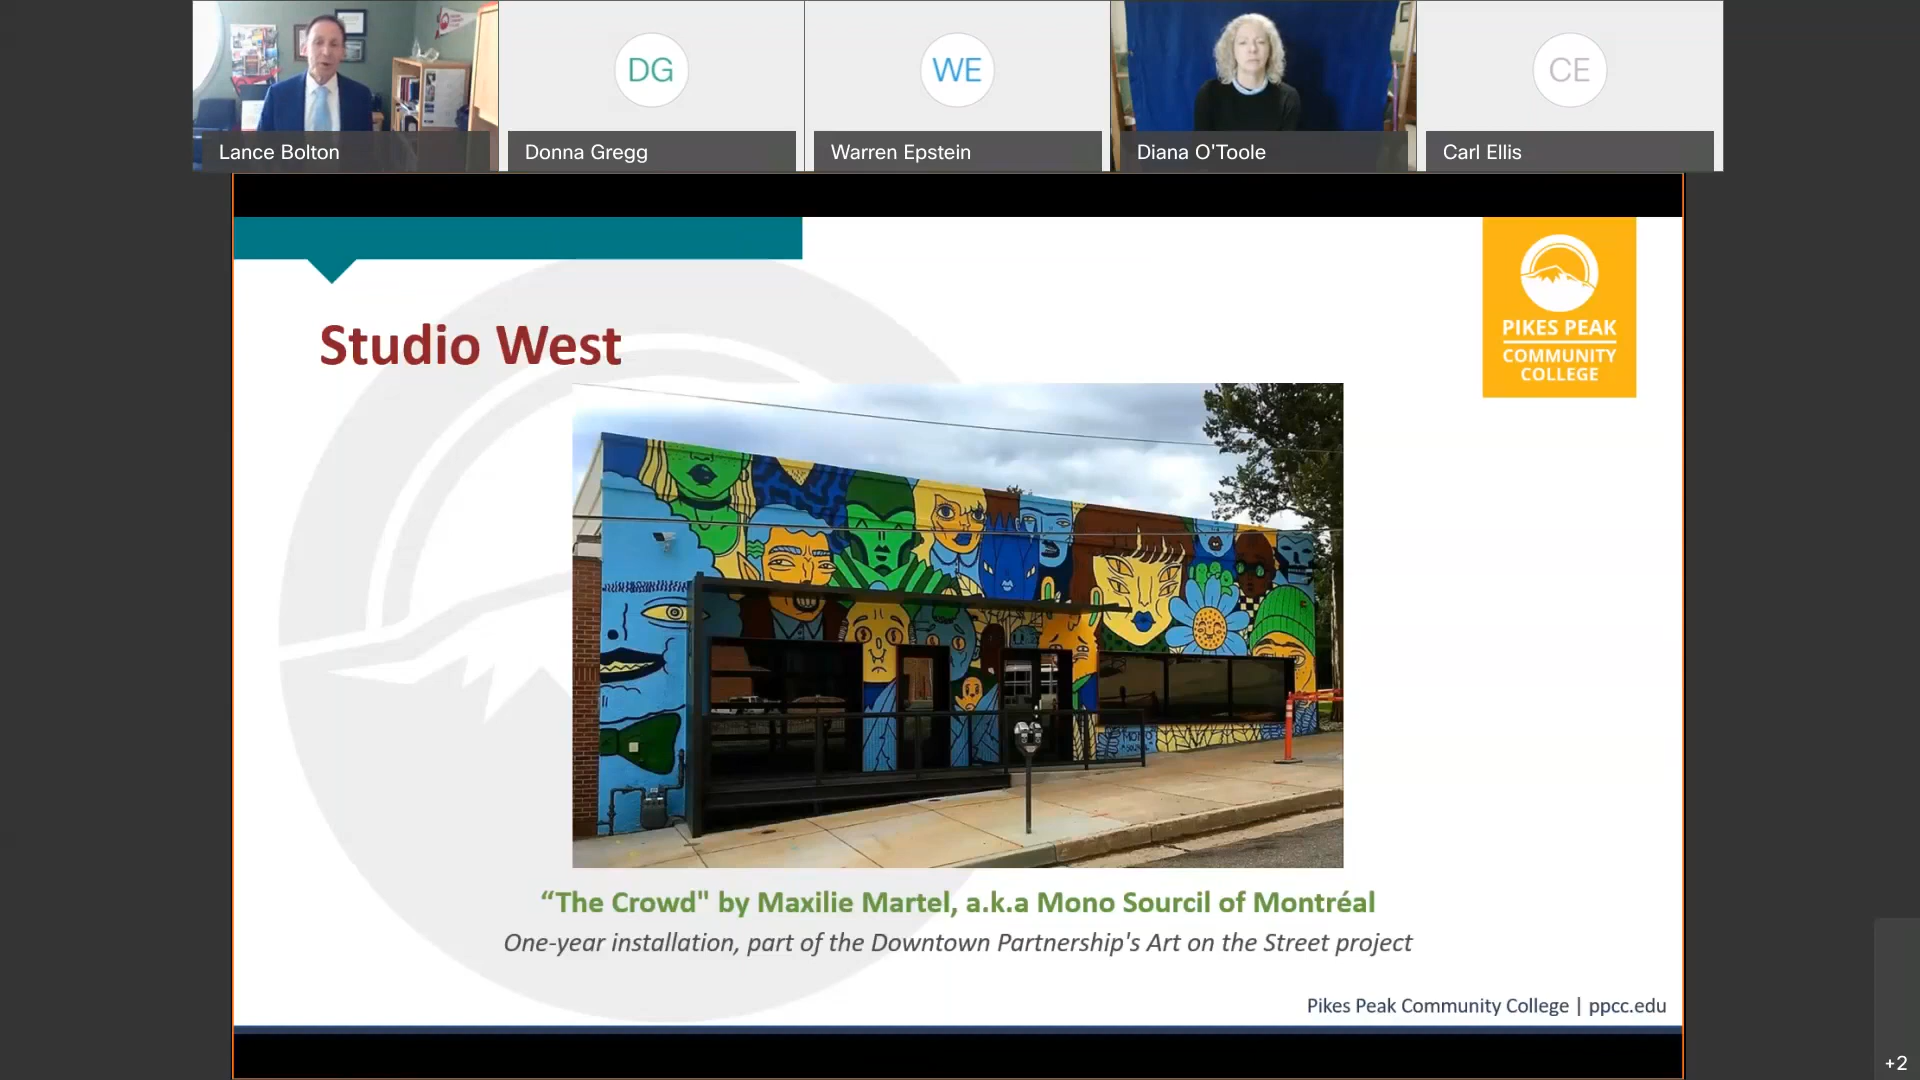 DG
WE
CE
Lance Bolton
Donna Gregg
Warren Epstein
Diana O'Toole
Carl Ellis
PIKES PEAK
COMMUNITY
COLLEGE
Studio West
“The Crowd" by Maxilie Martel, a.k.a Mono Sourcil of Montréal
One-year installation, part of the Downtown Partnership's Art on the Street project
Pikes Peak Community College | ppcc.edu
+2